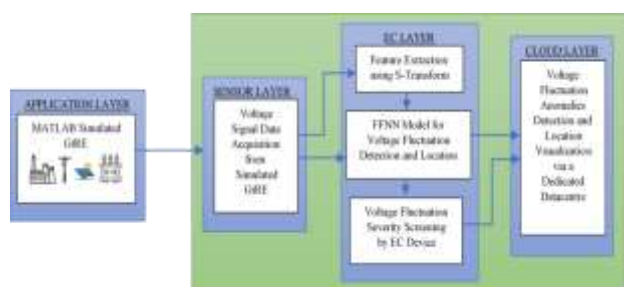 APPLICATION LAYER
MATLAB Simulated
GiRE
SENSOR LAYER
Voltage
Signal Data
Acquisition
from
Simulated
GiRE
EC LAYER
Feature Extraction
using S-Transform
FFNN Model for
Voltage Fluctuation
Detection and Location
Voltage Fluctuation
Severity Screening
by EC Device
CLOUD LAYER
Voltage
Fluctuation
Anomalies
Detection and
Location
Visualization
via a
Dedicated
Datacentre